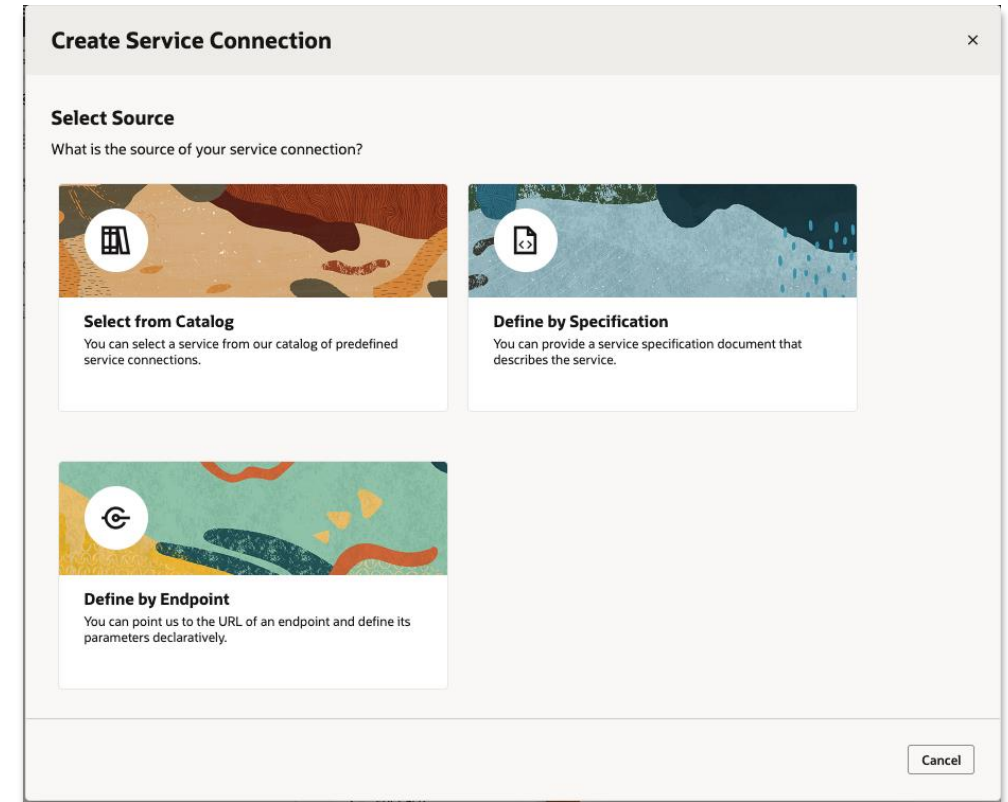 Create Service Connection
Select Source
What is the source of your service connection?
Select from Catalog
You can select a service from our catalog of predefined
service connections.
Define by Specification
You can provide a service specification document that
describes the service.
Define by Endpoint
You can point us to the URL of an endpoint and define its
parameters declaratively.
Cancel